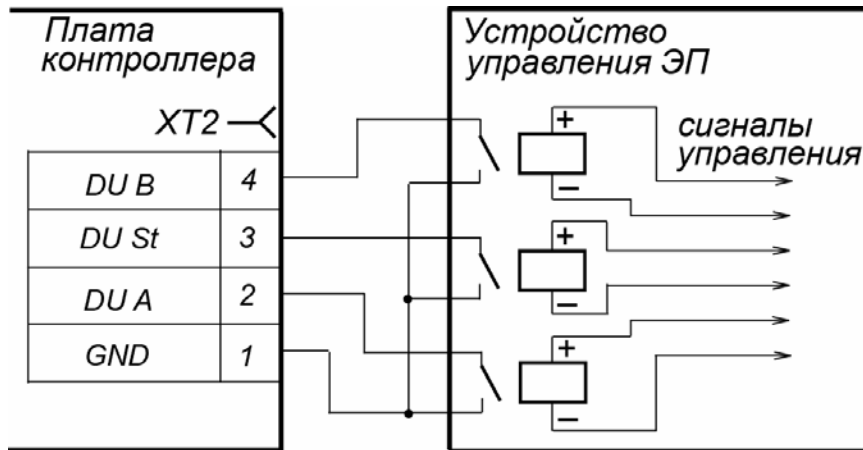 Плата
контроллера
XT2
DU B 4
DU St 3
DU A 2
GND 1
Устройство
управления ЭП
сигналы
управления
+
−
+
−
+
−